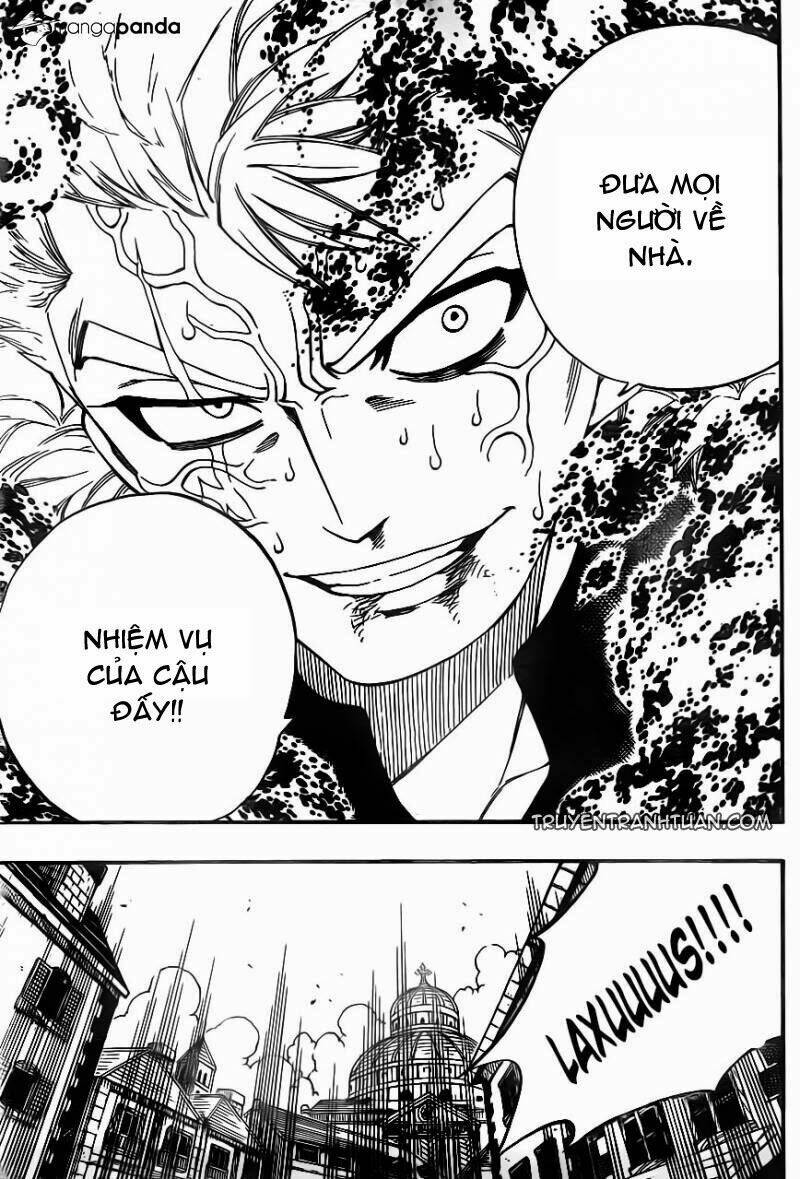 mangapanda
ĐƯA MỌI
NGƯỜI VỀ
NHÀ.
NHIỆM VỤ
CỦA CẬU
ĐẤY!!
TRUYENTRANHTUAN.COM
LAXUUUUS!!!!